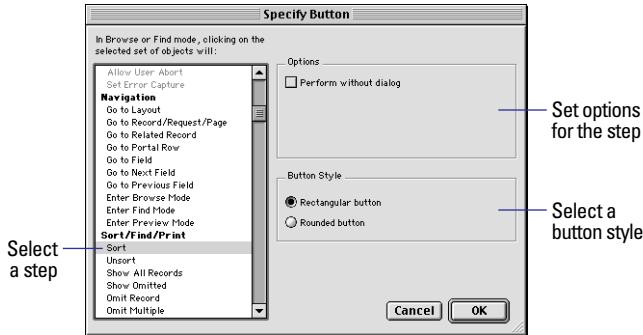 Specify Button
In Browse or Find mode, clicking on the
selected set of objects will:
Allow User Abort
Set Error Capture
Navigation
Go to Layout
Go to Record/Request/Page
Go to Related Record
Go to Portal Row
Go to Field
Go to Next Field
Go to Previous Field
Enter Browse Mode
Enter Find Mode
Enter Preview Mode
Sort/Find/Print
Sort
Unsort
Show All Records
Show Omitted
Omit Record
Omit Multiple
Options
Perform without dialog
Button Style
Rectangular button
Rounded button
Cancel
OK
Select
a step
Set options
for the step
Select a
button style